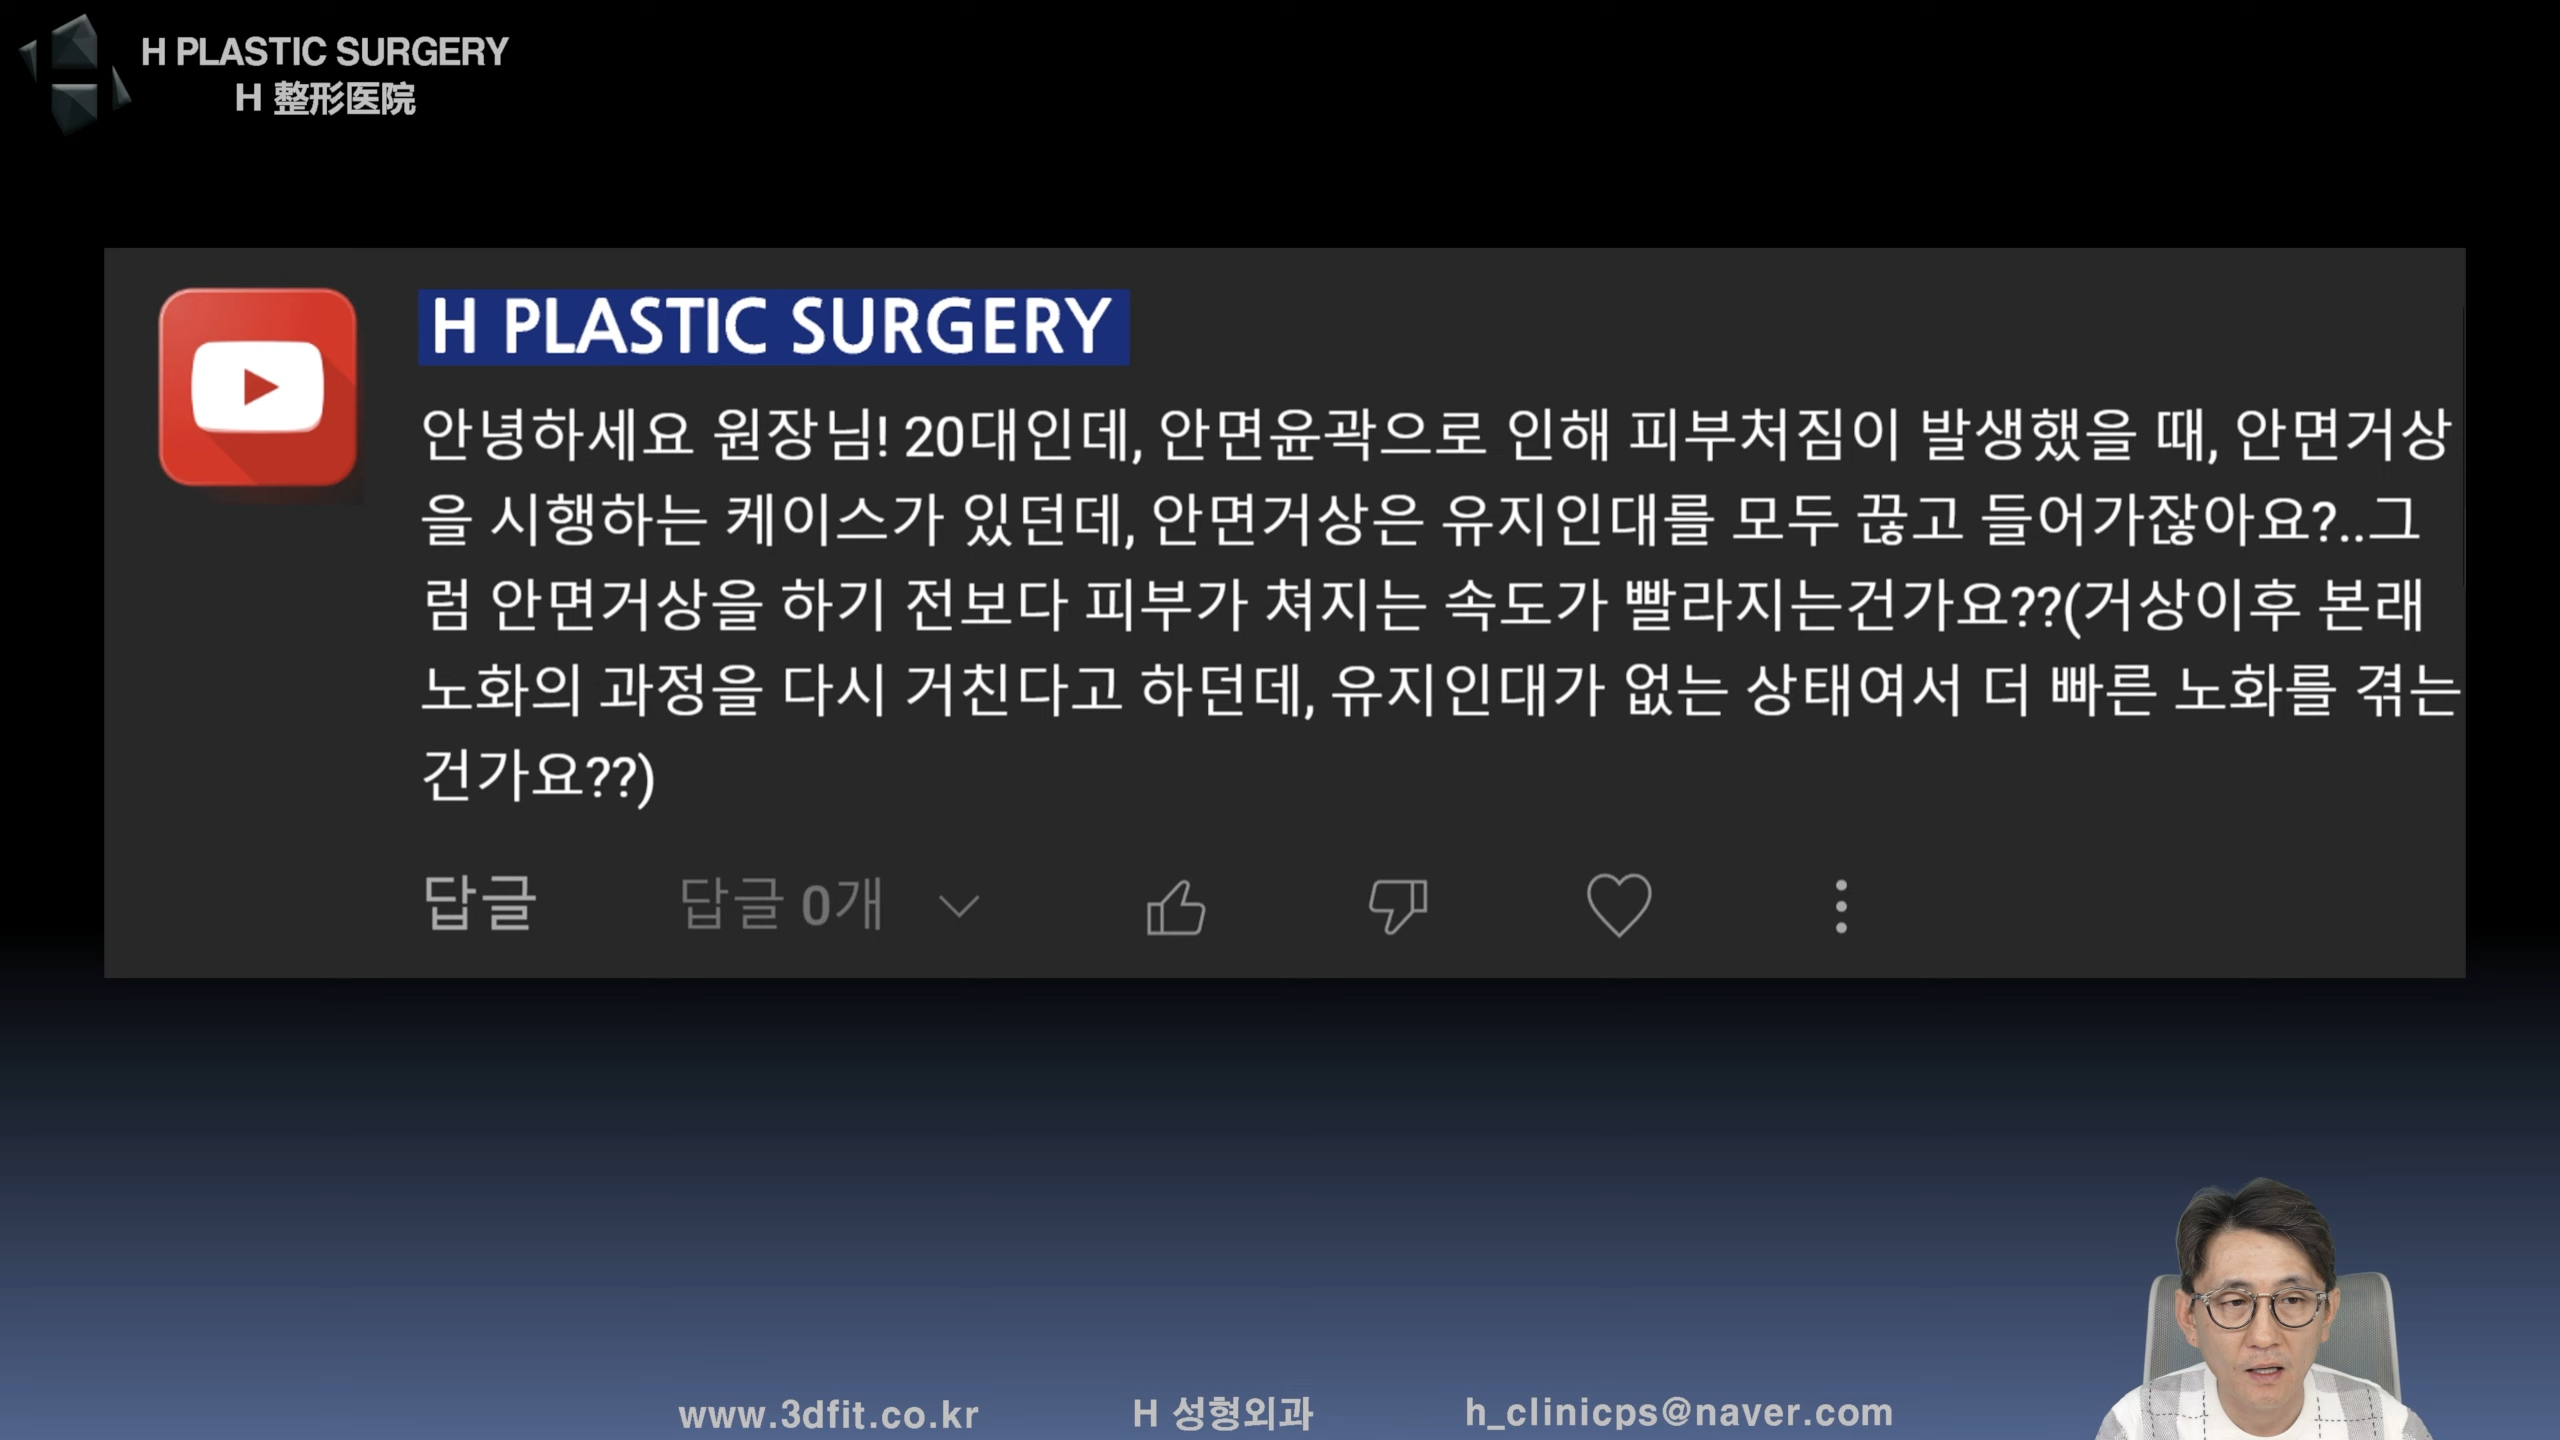 H PLASTIC SURGERY
H 整形医院
H PLASTIC SURGERY
안녕하세요 원장님! 20대인데, 안면윤곽으로 인해 피부처짐이 발생했을 때, 안면거상
을 시행하는 케이스가 있던데, 안면거상은 유지인대를 모두 끊고 들어가잖아요?..그
럼 안면거상을 하기 전보다 피부가 쳐지는 속도가 빨라지는건가요??(거상이후 본래
노화의 과정을 다시 거친다고 하던데, 유지인대가 없는 상태여서 더 빠른 노화를 겪는
건가요??)
답글 답글 0개
www.3dfit.co.kr H 성형외과 h_clinicps@naver.com